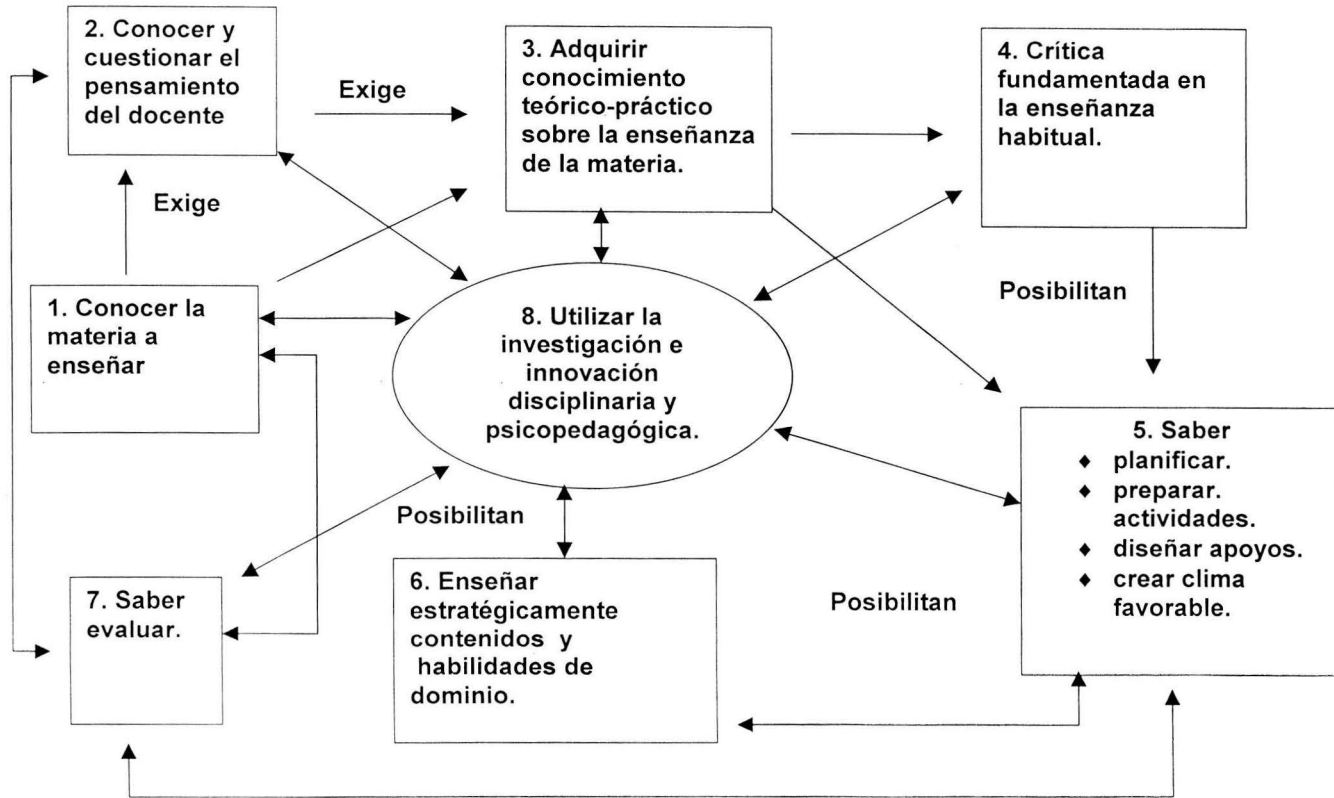 2. Conocer y
cuestionar el
pensamiento
del docente
Exige
3. Adquirir
conocimiento
teórico-práctico
sobre la enseñanza
de la materia.
4. Crítica
fundamentada en
la enseñanza
habitual.
Exige
1. Conocer la
materia a
enseñar
8. Utilizar la
investigación e
innovación
disciplinaria y
psicopedagógica.
Posibilitan
5. Saber
♦ planificar.
♦ preparar.
actividades.
♦ diseñar apoyos.
♦ crear clima
favorable.
Posibilitan
7. Saber
evaluar.
6. Enseñar
estratégicamente
contenidos y
habilidades de
dominio.
Posibilitan